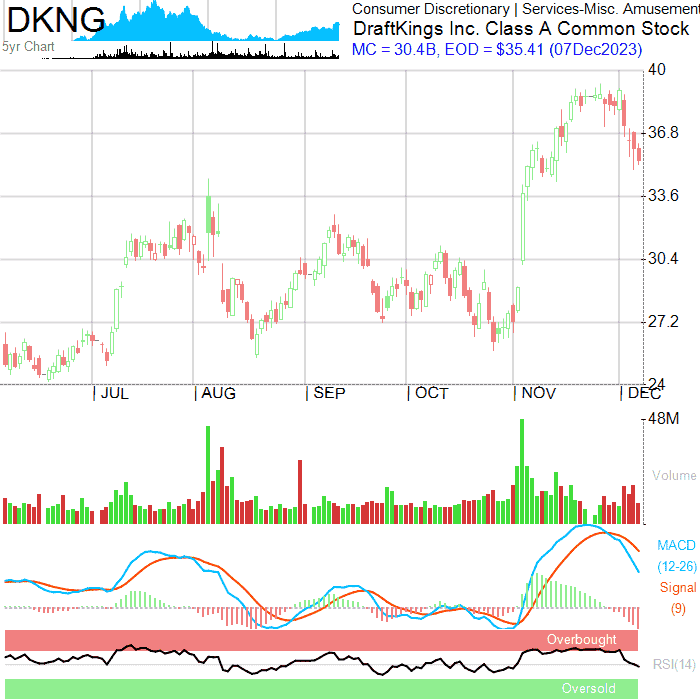 DKNG
5yr Chart
Consumer Discretionary | Services-Misc. Amusement
DraftKings Inc. Class A Common Stock
MC = 30.4B, EOD = $35.41 (07Dec2023)
40
36.8
33.6
30.4
27.2
24
JUL
AUG
SEP
OCT
NOV
DEC
48M
Volume
MACD
(12-26)
Signal
(9)
Overbought
RSI(14)
Oversold